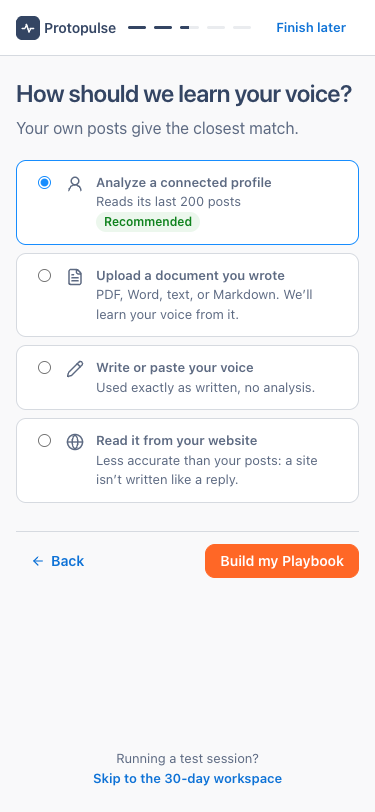 Protopulse
Finish later
How should we learn your voice?
Your own posts give the closest match.
Analyze a connected profile
Reads its last 200 posts
Recommended
Upload a document you wrote
PDF, Word, text, or Markdown. We’ll
learn your voice from it.
Write or paste your voice
Used exactly as written, no analysis.
Read it from your website
Less accurate than your posts: a site
isn’t written like a reply.
← Back
Build my Playbook
Running a test session?
Skip to the 30-day workspace